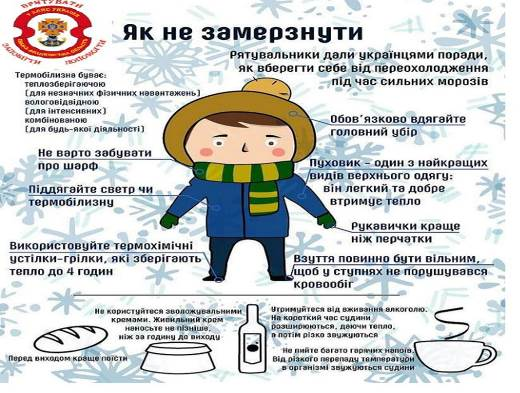 РЯТУВАТИ
Як не замерзнути
Рятувальники дали українцями поради,
як вберегти себе від переохолодження
під час сильних морозів
Термобілизна буває:
теплозберігаючою
(для незначних фізичних навантажень)
вологовідвідною
(для інтенсивних)
комбінованою
(для будь-якої діяльності)
Обов'язково вдягайте
головний убір
Не варто забувати
про шарф
Пуховик – один з найкращих
видів верхнього одягу:
він легкий та добре
втримує тепло
Піддягайте светр чи
термобілизну
Рукавички краще
ніж перчатки
Використовуйте термохімічні
устілки-грілки, які зберігають
тепло до 4 годин
Взуття повинно бути вільним,
щоб у ступнях не порушувався
кровообіг
Не користуйтеся зволожувальними
кремами. Живильний крем
наносьте не пізніше,
ніж за годину до виходу
Утримуйтеся від вживання алкоголю.
На короткий час судини
розширюються, даючи тепло,
а потім різко звужуються
Перед виходом краще поїсти
Не пийте багато гарячих напоїв.
Від різкого перепаду температури
в організмі звужуються судини